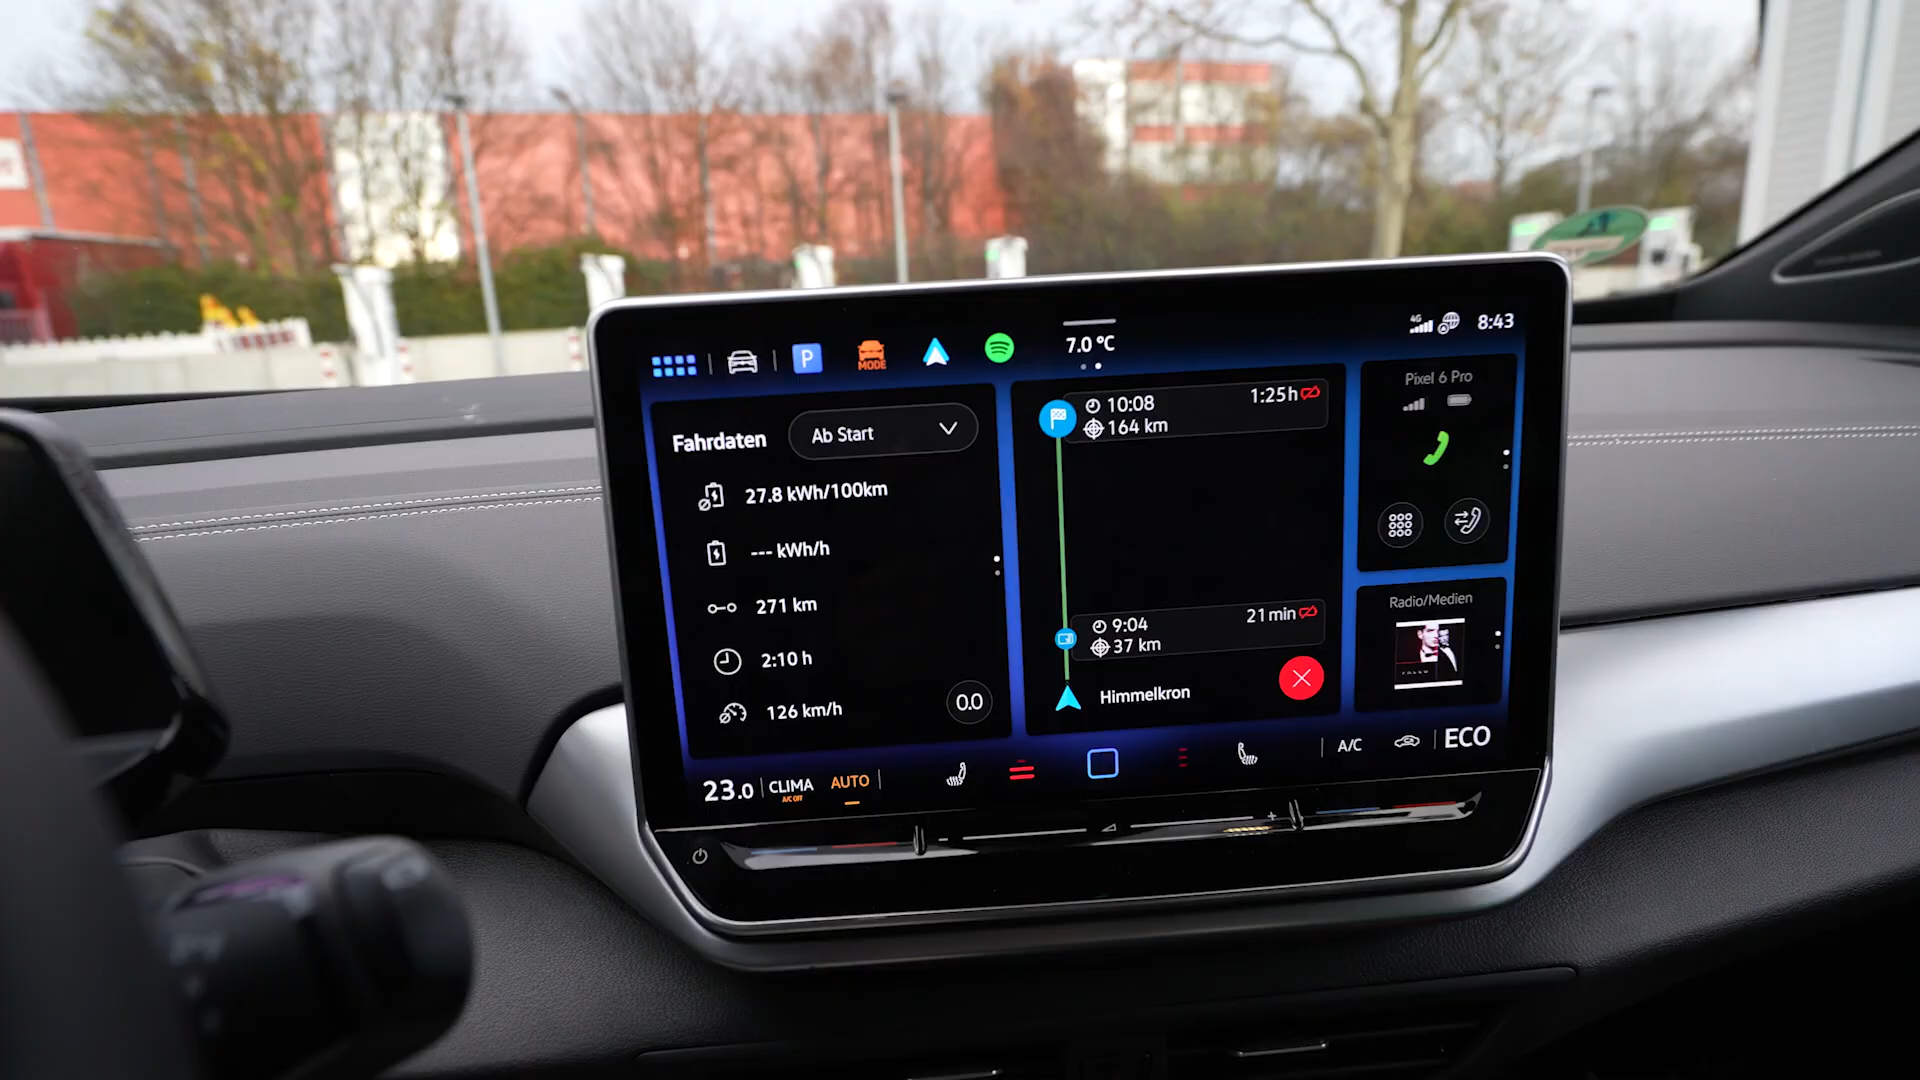 P
MODE
7.0 °C
4G
8:43
Fahrdaten
Ab Start
27.8 kWh/100km
--- kWh/h
271 km
2:10 h
126 km/h
0.0
10:08
1:25h
164 km
9:04
21 min
37 km
Himmelkron
Pixel 6 Pro
Radio/Medien
23.0
CLIMA
A/C OFF
AUTO
A/C
ECO